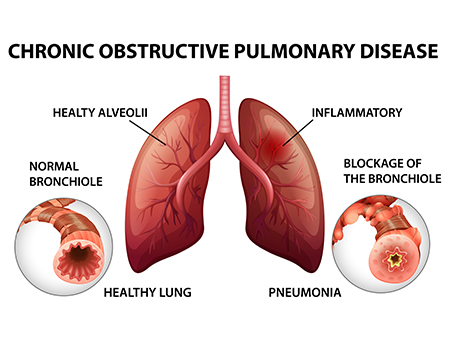 CHRONIC OBSTRUCTIVE PULMONARY DISEASE
HEALTY ALVEOLII
INFLAMMATORY
NORMAL
BRONCHIOLE
BLOCKAGE OF
THE BRONCHIOLE
HEALTHY LUNG
PNEUMONIA